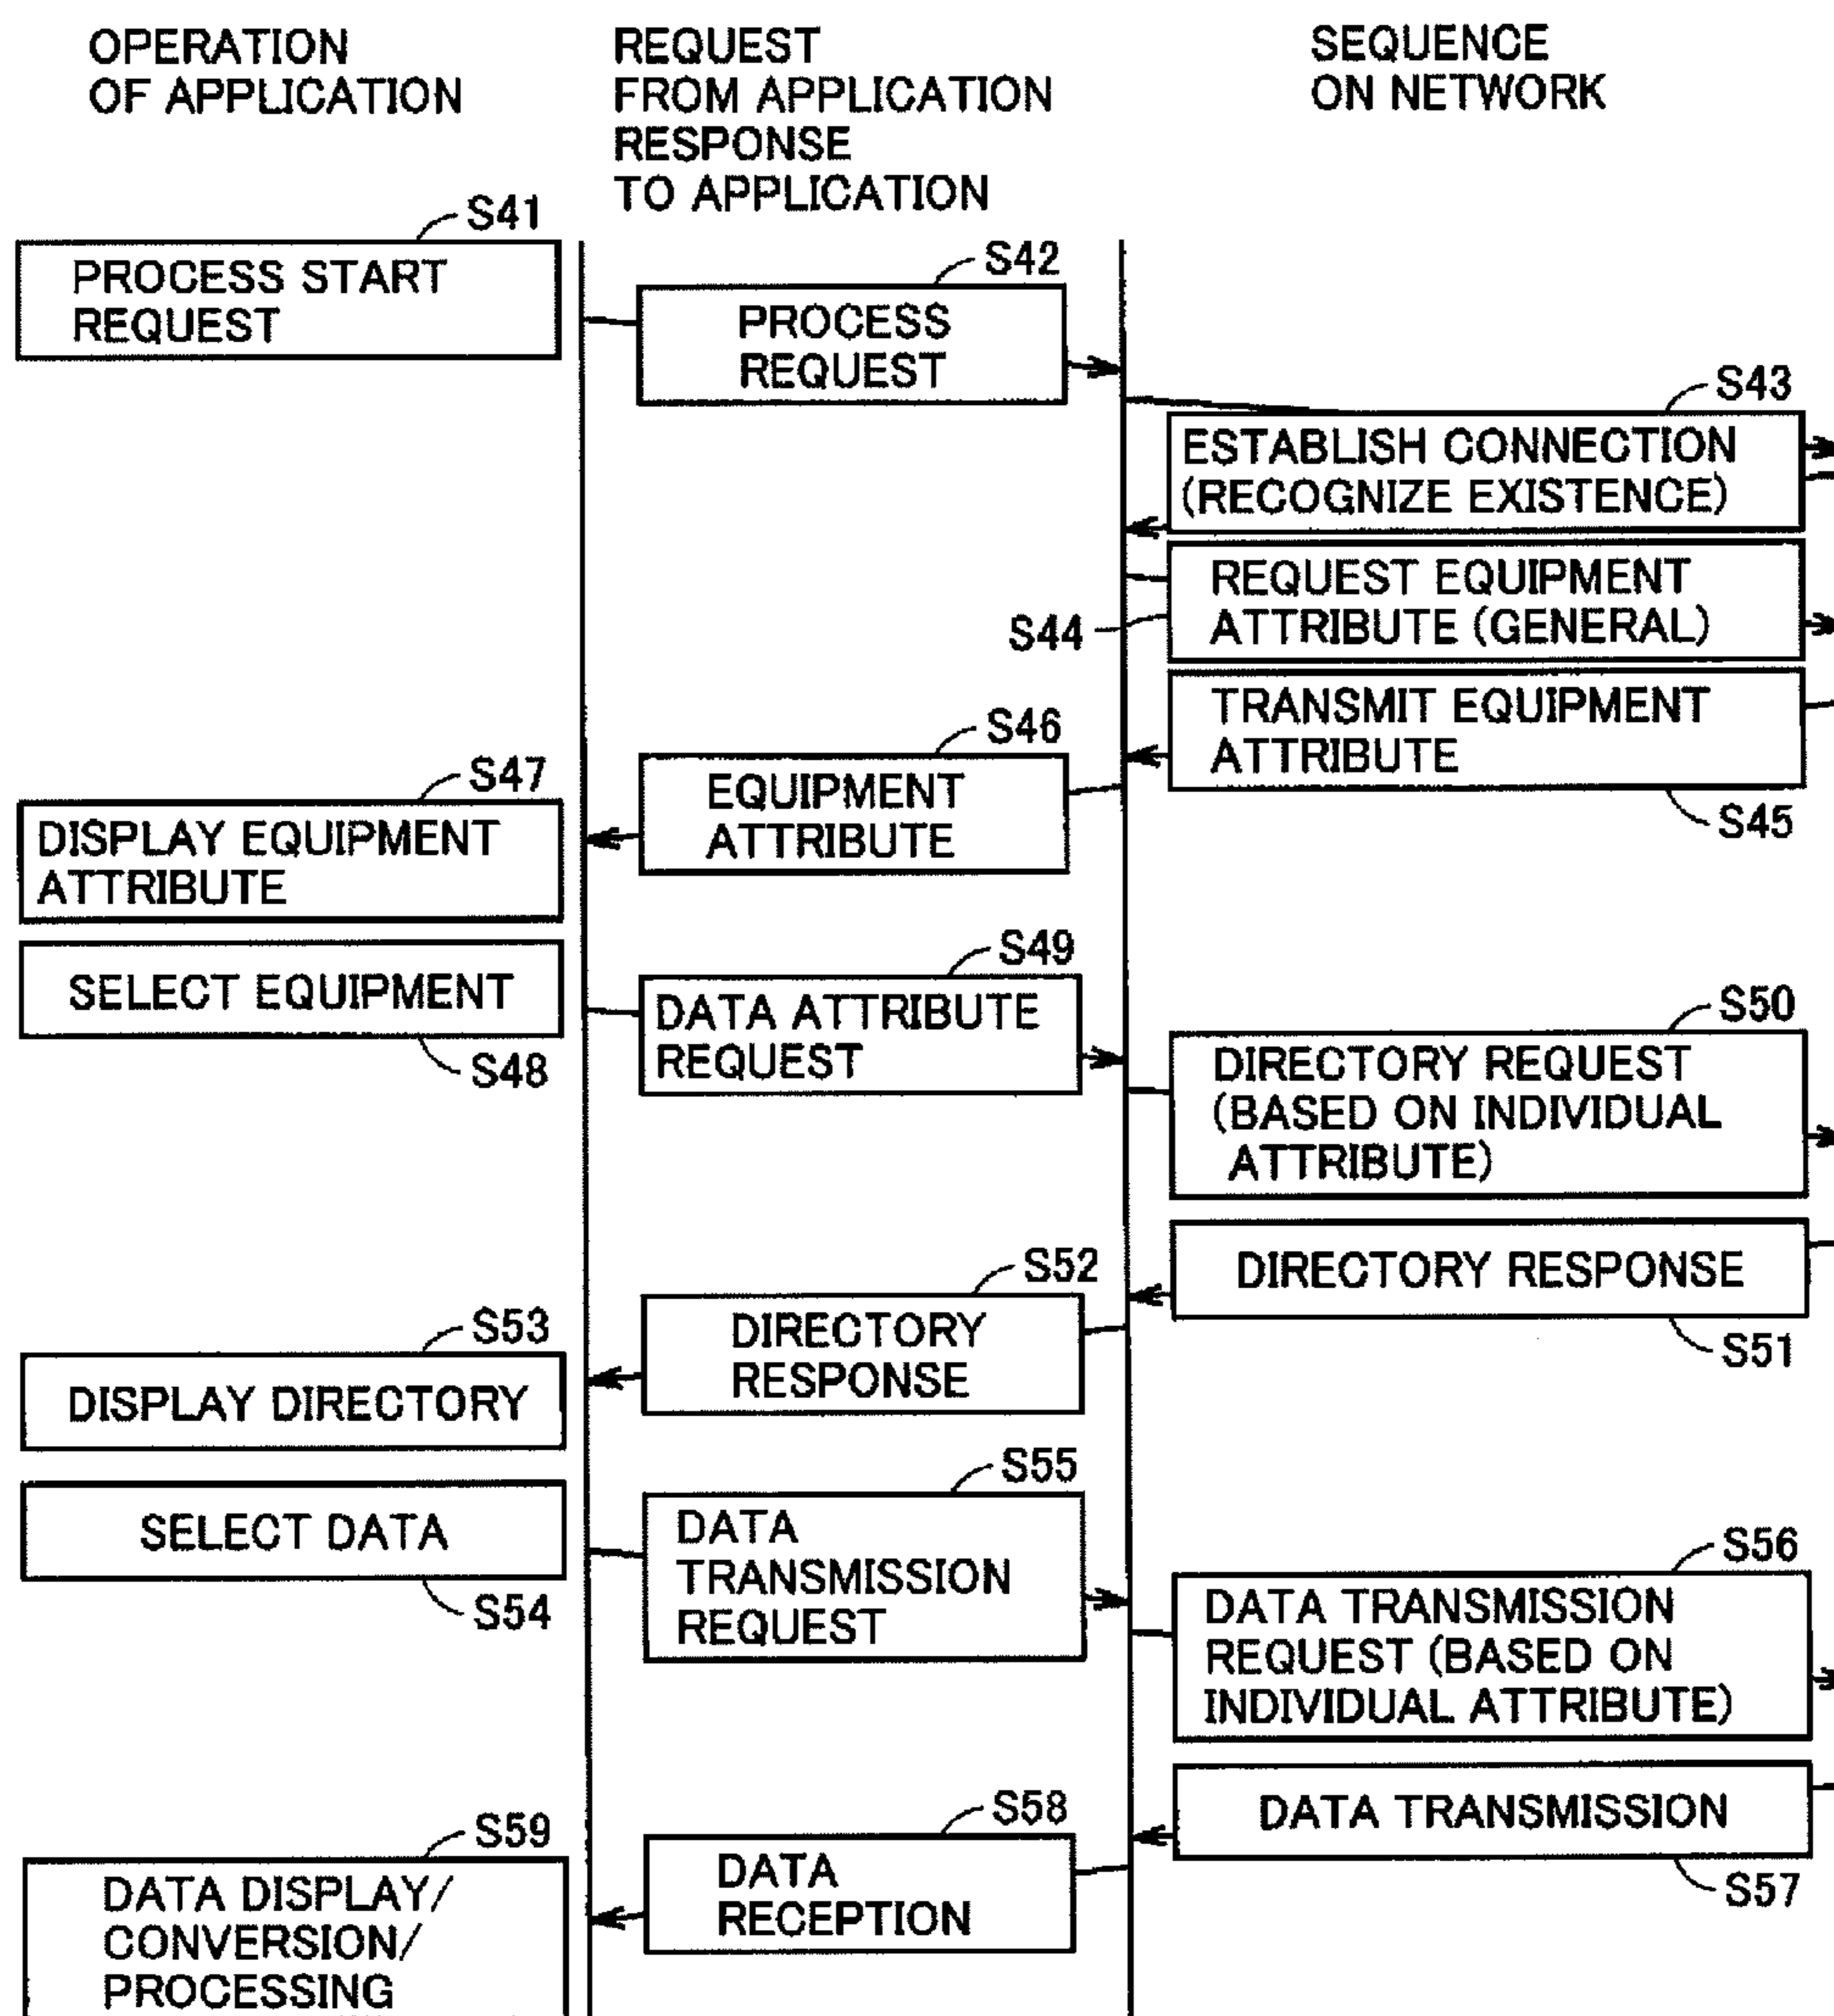 OPERATION
OF APPLICATION
REQUEST
FROM APPLICATION
RESPONSE
TO APPLICATION
SEQUENCE
ON NETWORK
S41
PROCESS START
REQUEST
S42
PROCESS
REQUEST
S43
ESTABLISH CONNECTION
(RECOGNIZE EXISTENCE)
S44
REQUEST EQUIPMENT
ATTRIBUTE (GENERAL)
TRANSMIT EQUIPMENT
ATTRIBUTE
S45
S46
EQUIPMENT
ATTRIBUTE
S47
DISPLAY EQUIPMENT
ATTRIBUTE
SELECT EQUIPMENT
S48
S49
DATA ATTRIBUTE
REQUEST
S50
DIRECTORY REQUEST
(BASED ON INDIVIDUAL
ATTRIBUTE)
DIRECTORY RESPONSE
S51
S52
DIRECTORY
RESPONSE
S53
DISPLAY DIRECTORY
SELECT DATA
S54
S55
DATA
TRANSMISSION
REQUEST
S56
DATA TRANSMISSION
REQUEST (BASED ON
INDIVIDUAL ATTRIBUTE)
DATA TRANSMISSION
S57
S58
DATA
RECEPTION
S59
DATA DISPLAY/
CONVERSION/
PROCESSING